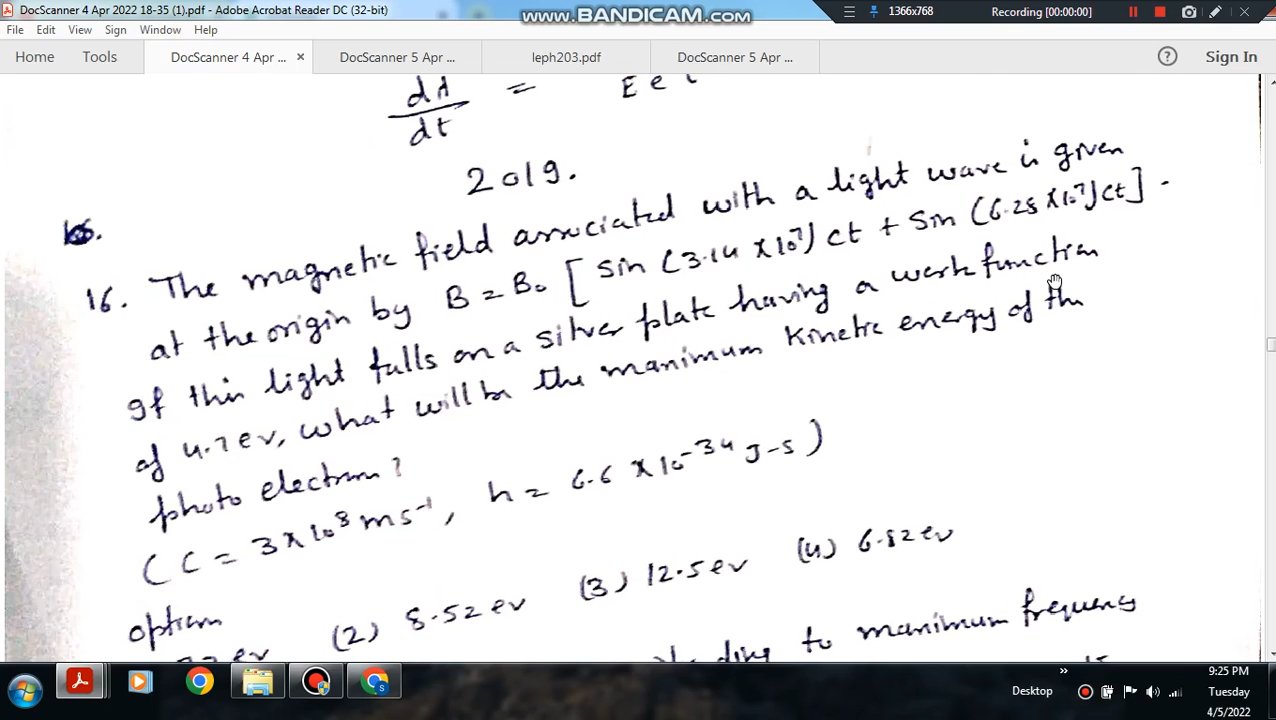 DocScanner 4 Apr 2022 18-35 (1).pdf - Adobe Acrobat Reader DC (32-bit)
www.BANDICAM.com
1366x768
Recording [00:00:00]
File Edit View Sign Window Help
Home Tools DocScanner 4 Apr ... × DocScanner 5 Apr ... leph203.pdf DocScanner 5 Apr ... Sign In
dA/dt =
2019.
16. The magnetic field associated with a light wave is given
at the origin by B = B₀ [sin (3.14 × 10⁷) ct + sin (6.28 × 10⁷) ct] .
If this light falls on a silver plate having a work function
of 4.7 ev, what will be the manimum kinetic energy of the
photo electron?
(C = 3 × 10⁸ ms⁻¹, h = 6.6 × 10⁻³⁴ J-s)
option
(2) 8.52 ev (3) 12.5 ev (4) 6.82 ev
to manimum frequency
»
Desktop
9:25 PM
Tuesday
4/5/2022